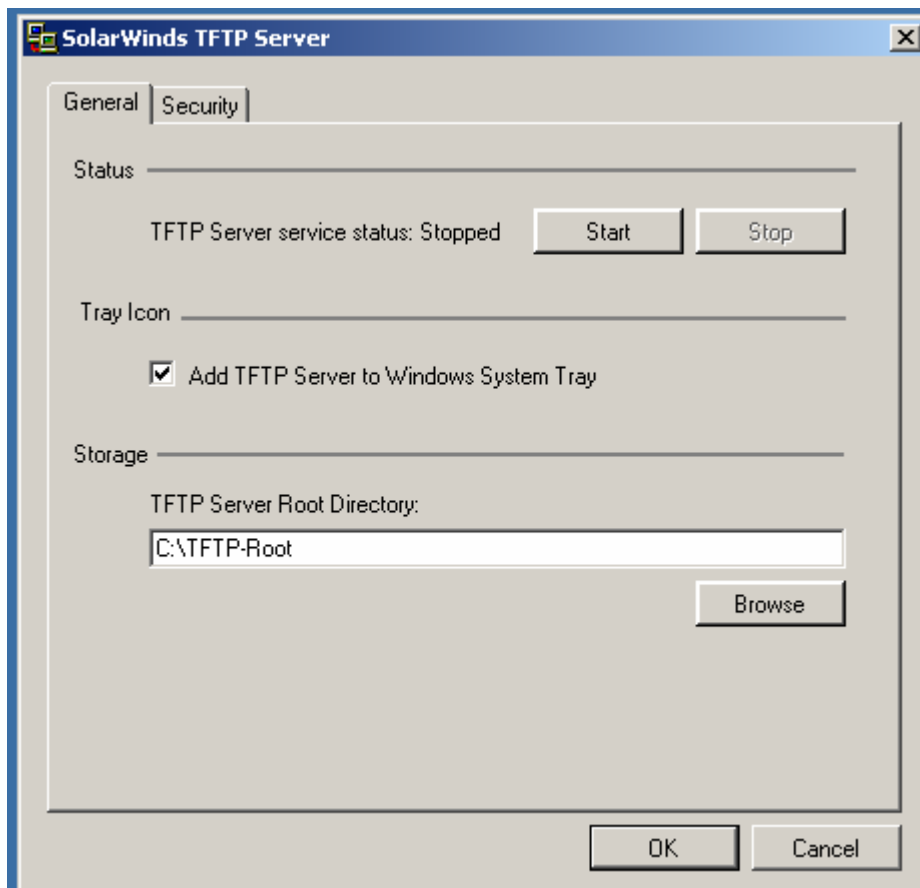 SolarWinds TFTP Server
General Security
Status
TFTP Server service status: Stopped Start Stop
Tray Icon
Add TFTP Server to Windows System Tray
Storage
TFTP Server Root Directory:
C:\TFTP-Root
Browse
OK Cancel